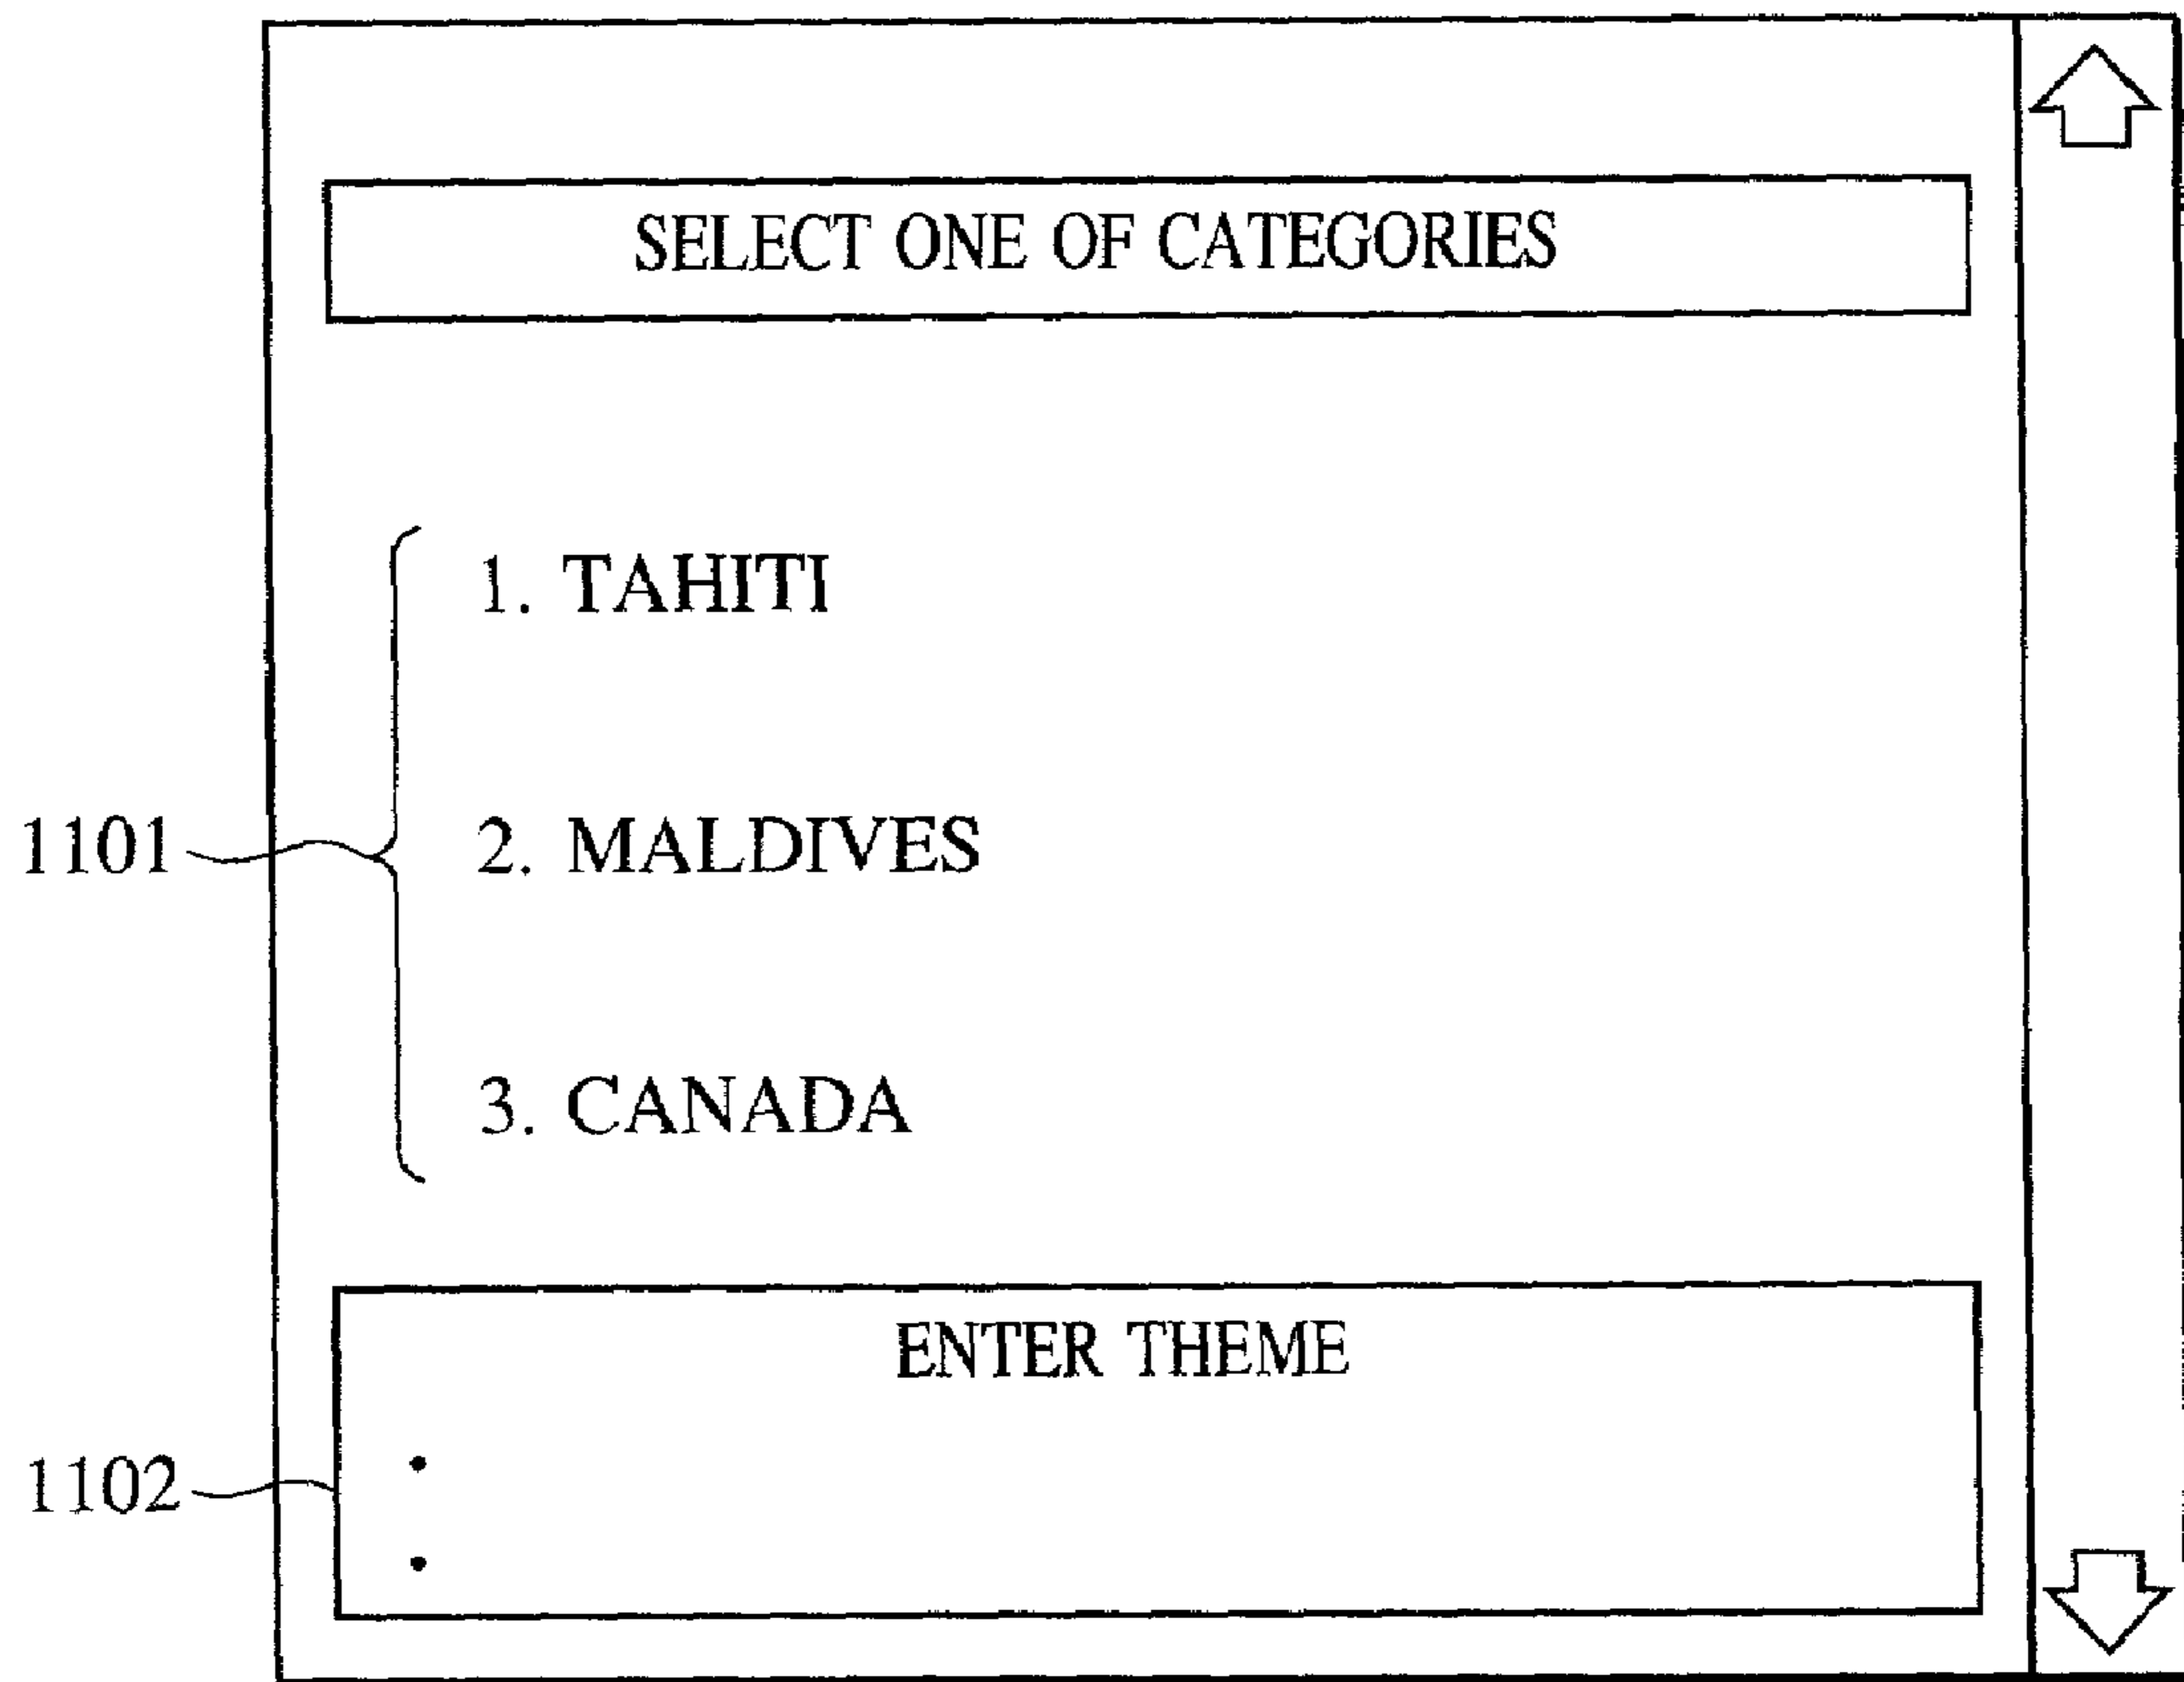 SELECT ONE OF CATEGORIES
1. TAHITI
1101
2. MALDIVES
3. CANADA
ENTER THEME
1102
•
•